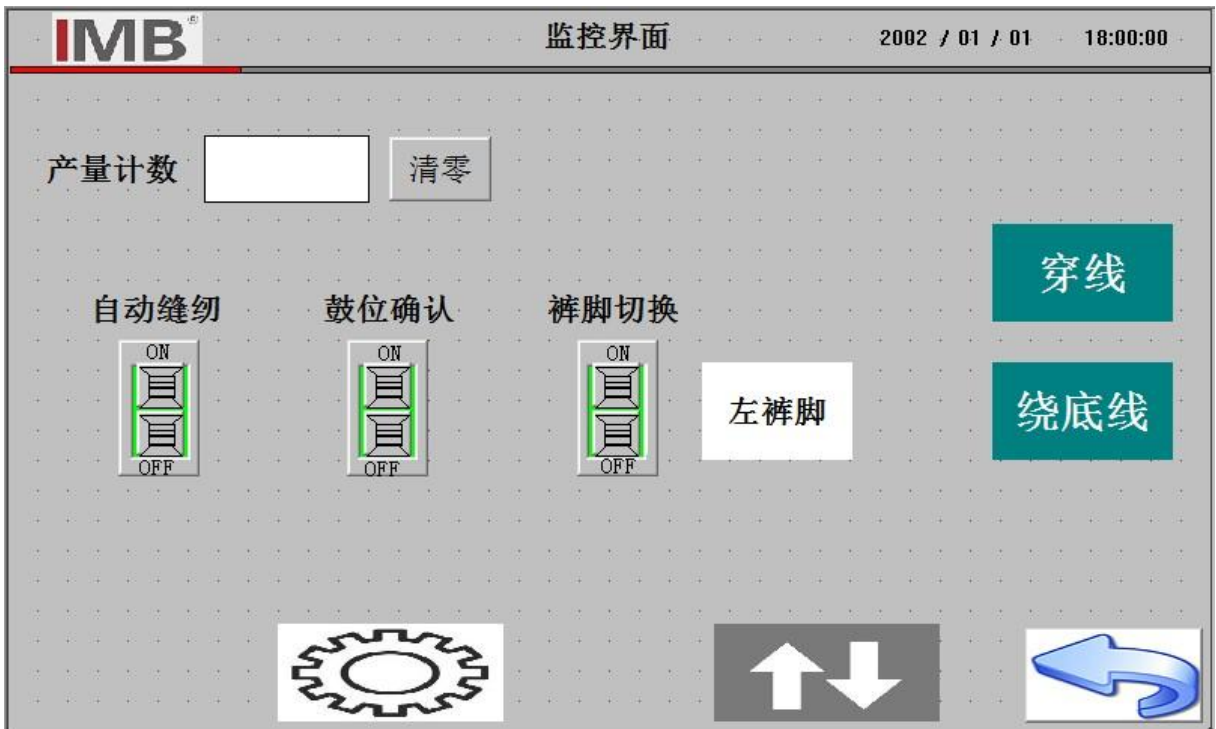 IMB®
监控界面
2002 / 01 / 01 18:00:00
产量计数
清零
穿线
自动缝纫 鼓位确认 裤脚切换
ON ON ON
左裤脚
绕底线
OFF OFF OFF